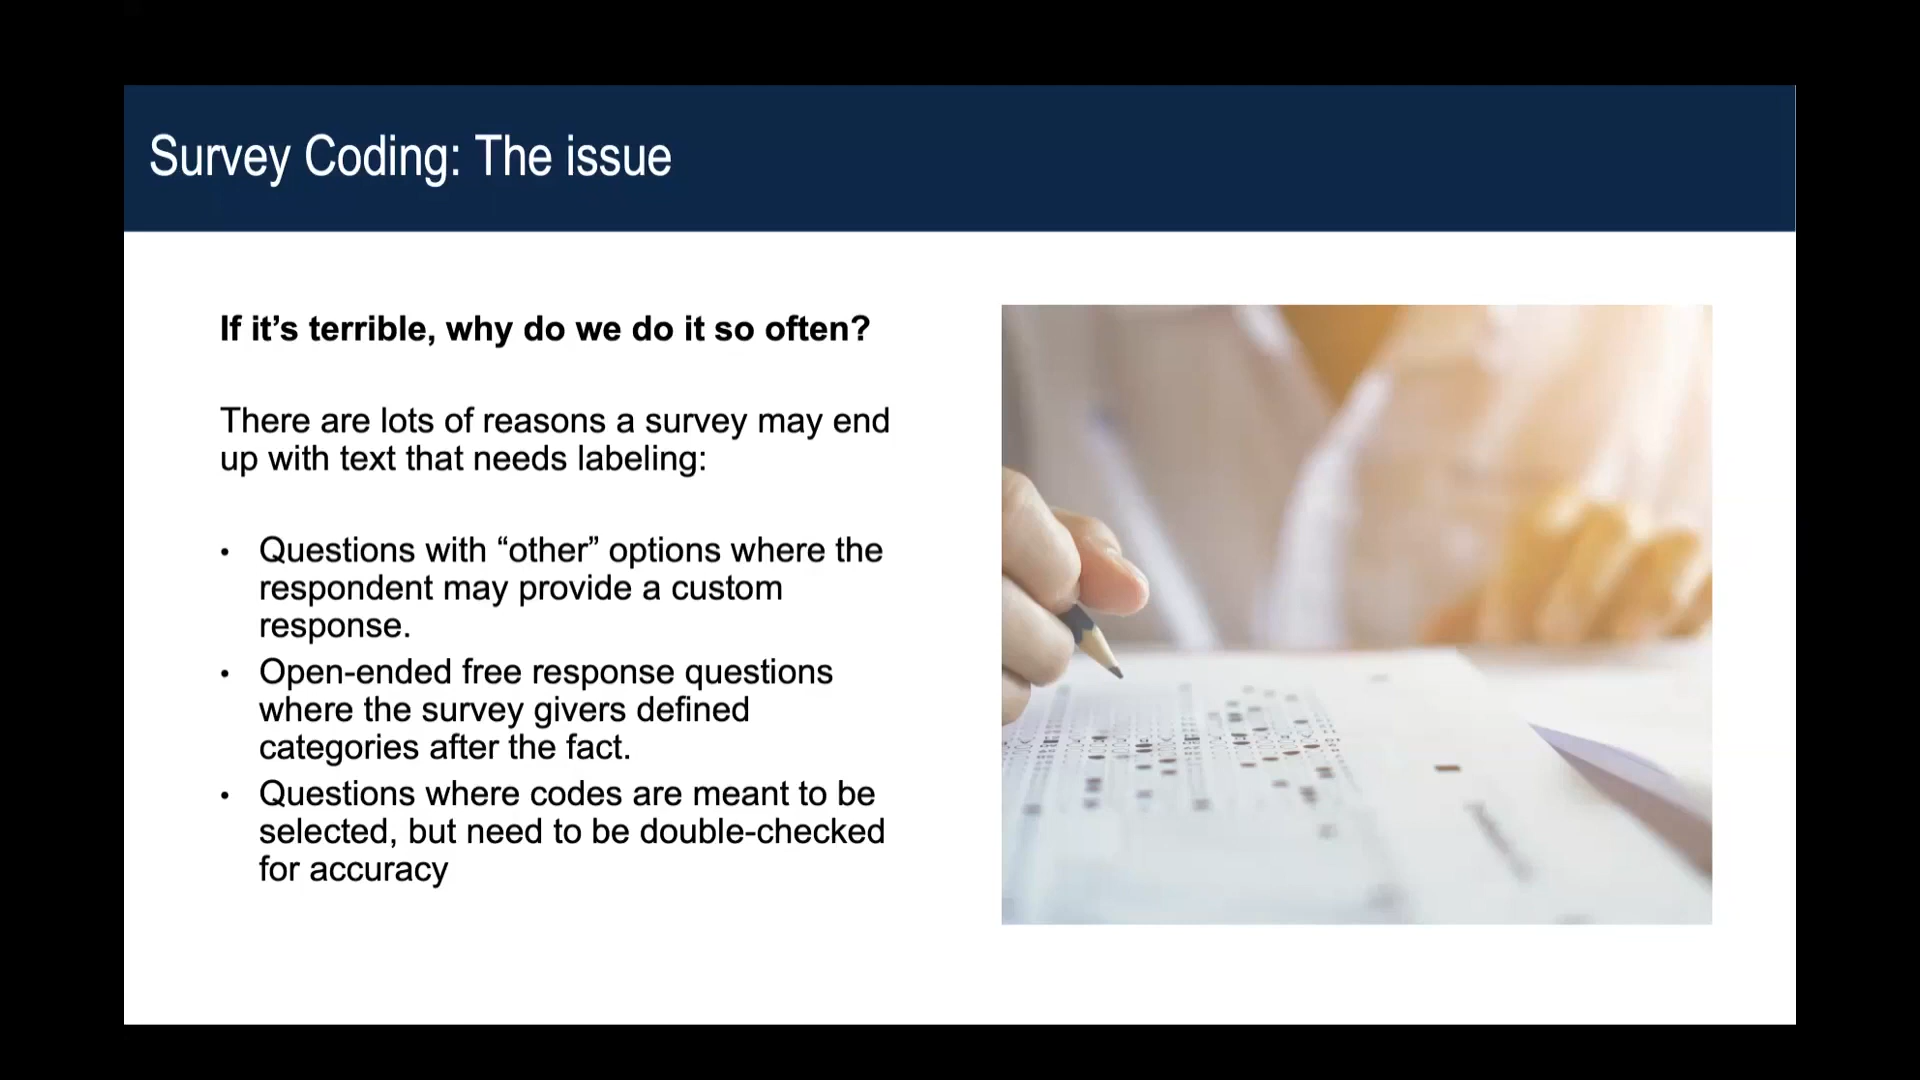 Survey Coding: The issue
If it’s terrible, why do we do it so often?
There are lots of reasons a survey may end
up with text that needs labeling:
• Questions with “other” options where the
respondent may provide a custom
response.
• Open-ended free response questions
where the survey givers defined
categories after the fact.
• Questions where codes are meant to be
selected, but need to be double-checked
for accuracy